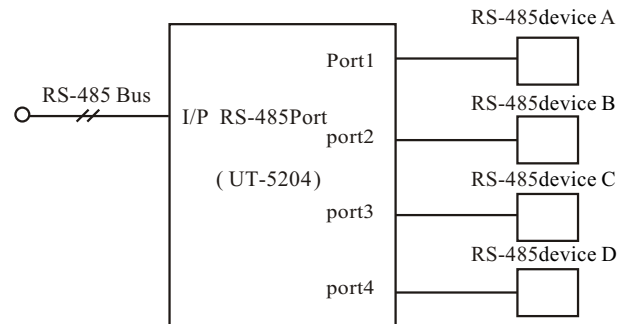 RS-485device A
Port1
RS-485 Bus
RS-485device B
I/P RS-485Port
port2
RS-485device C
( UT-5204)
port3
RS-485device D
port4